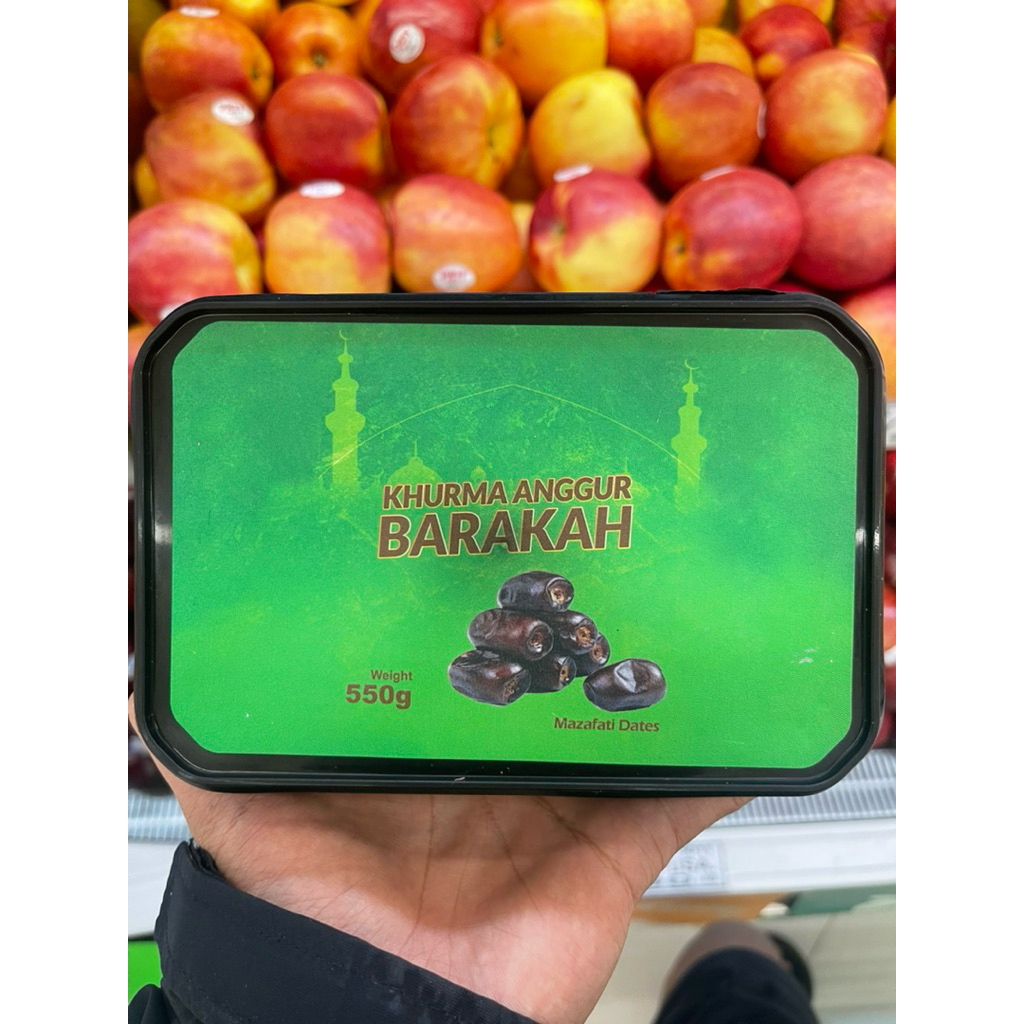 KHURMA ANGGUR
BARAKAH
Weight
550g
Mazafati Dates